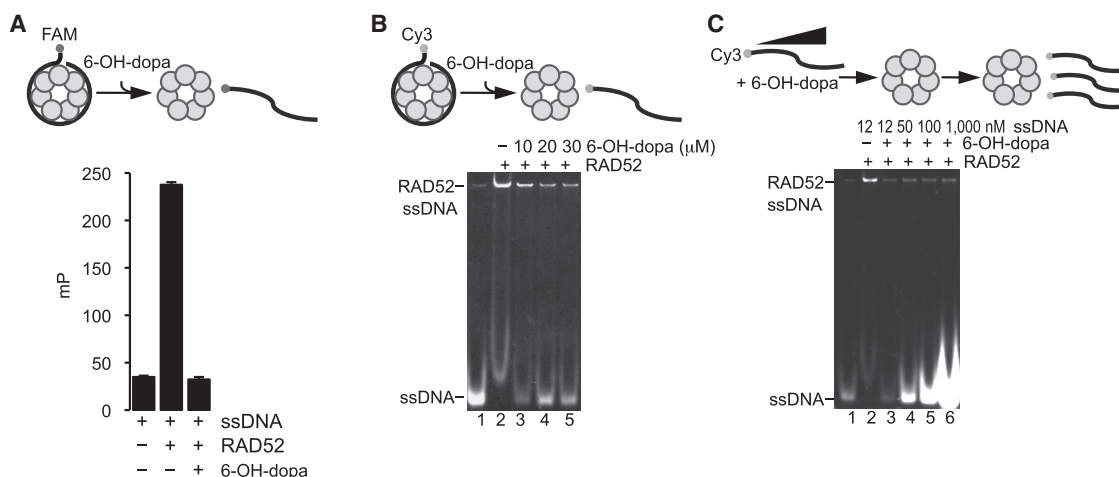 A
FAM
6-OH-dopa
250
200
150
100
50
0
mP
+ + + ssDNA
− + + RAD52
− − + 6-OH-dopa
B
Cy3
6-OH-dopa
− 10 20 30 6-OH-dopa (μM)
+ + + + RAD52
RAD52
ssDNA
ssDNA
1 2 3 4 5
C
Cy3
+ 6-OH-dopa
12 12 50 100 1,000 nM ssDNA
− + + + + 6-OH-dopa
+ + + + + RAD52
RAD52
ssDNA
ssDNA
1 2 3 4 5 6